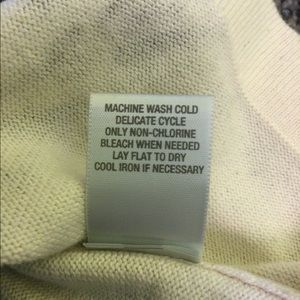 MACHINE WASH COLD
DELICATE CYCLE
ONLY NON-CHLORINE
BLEACH WHEN NEEDED
LAY FLAT TO DRY
COOL IRON IF NECESSARY